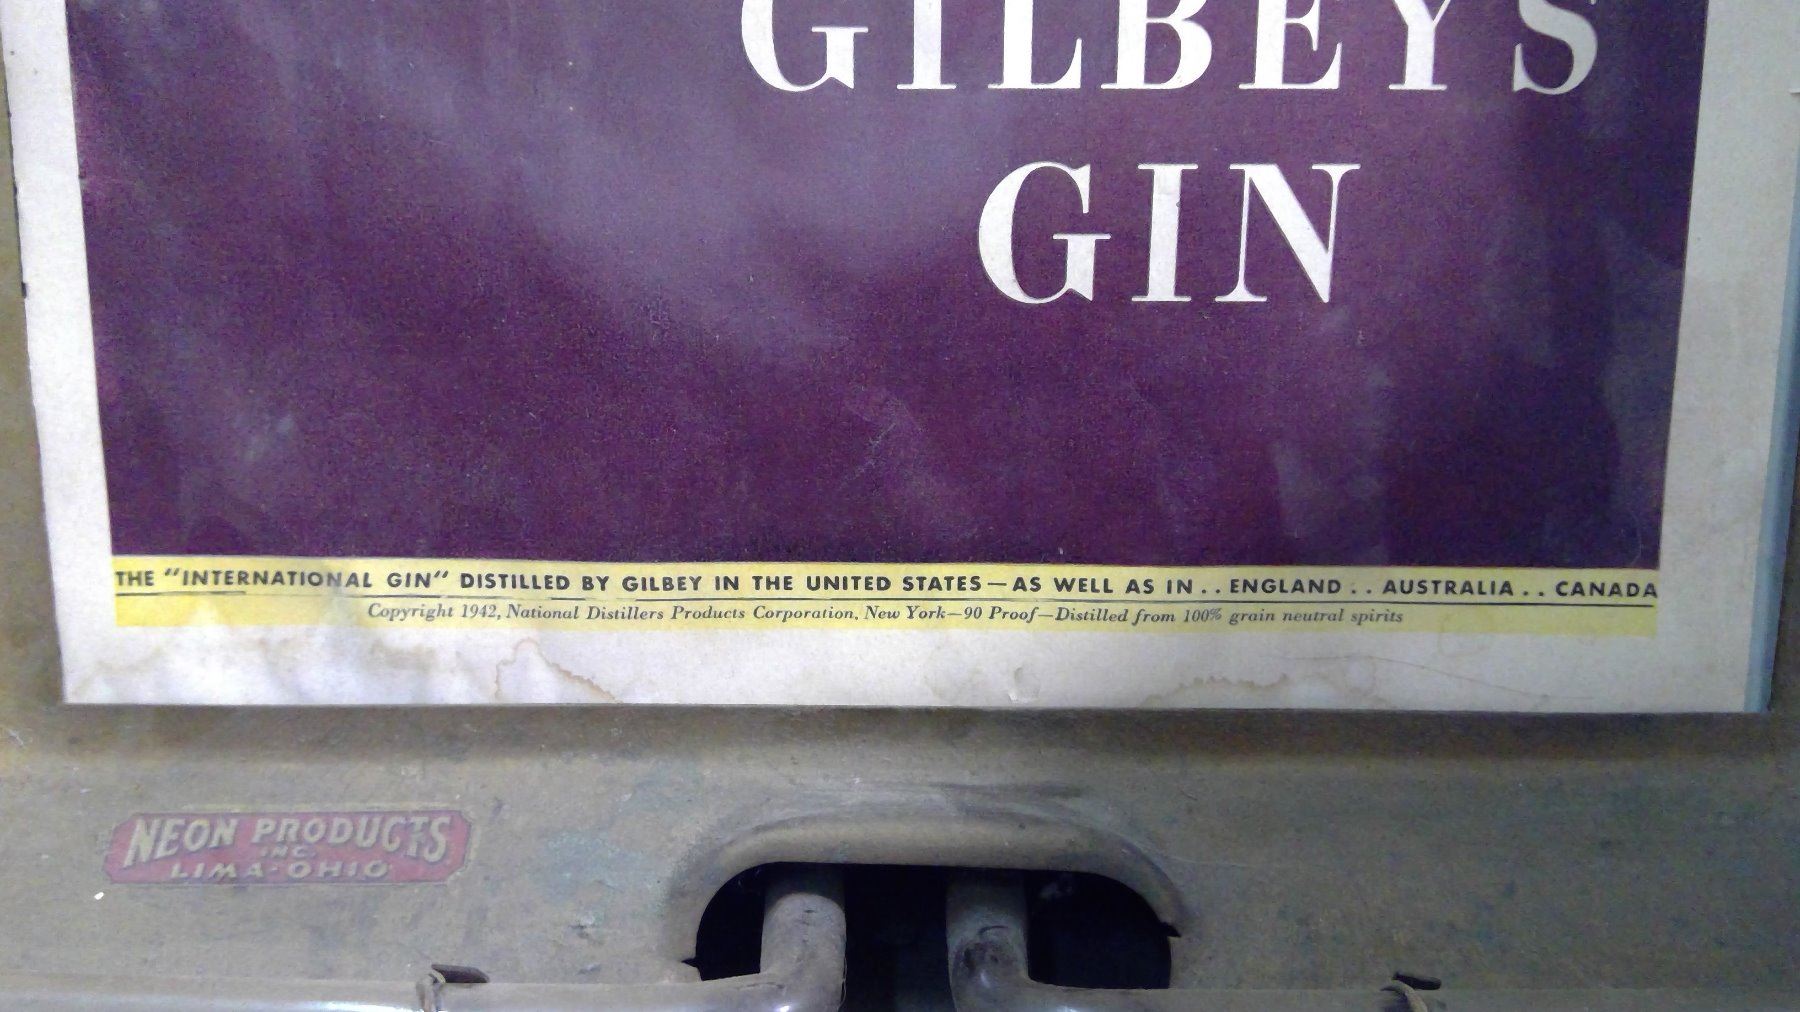 GILBEYS
GIN
THE "INTERNATIONAL GIN" DISTILLED BY GILBEY IN THE UNITED STATES — AS WELL AS IN . . ENGLAND . . AUSTRALIA . . CANADA
Copyright 1942, National Distillers Products Corporation, New York—90 Proof—Distilled from 100% grain neutral spirits
NEON PRODUCTS
INC.
LIMA-OHIO